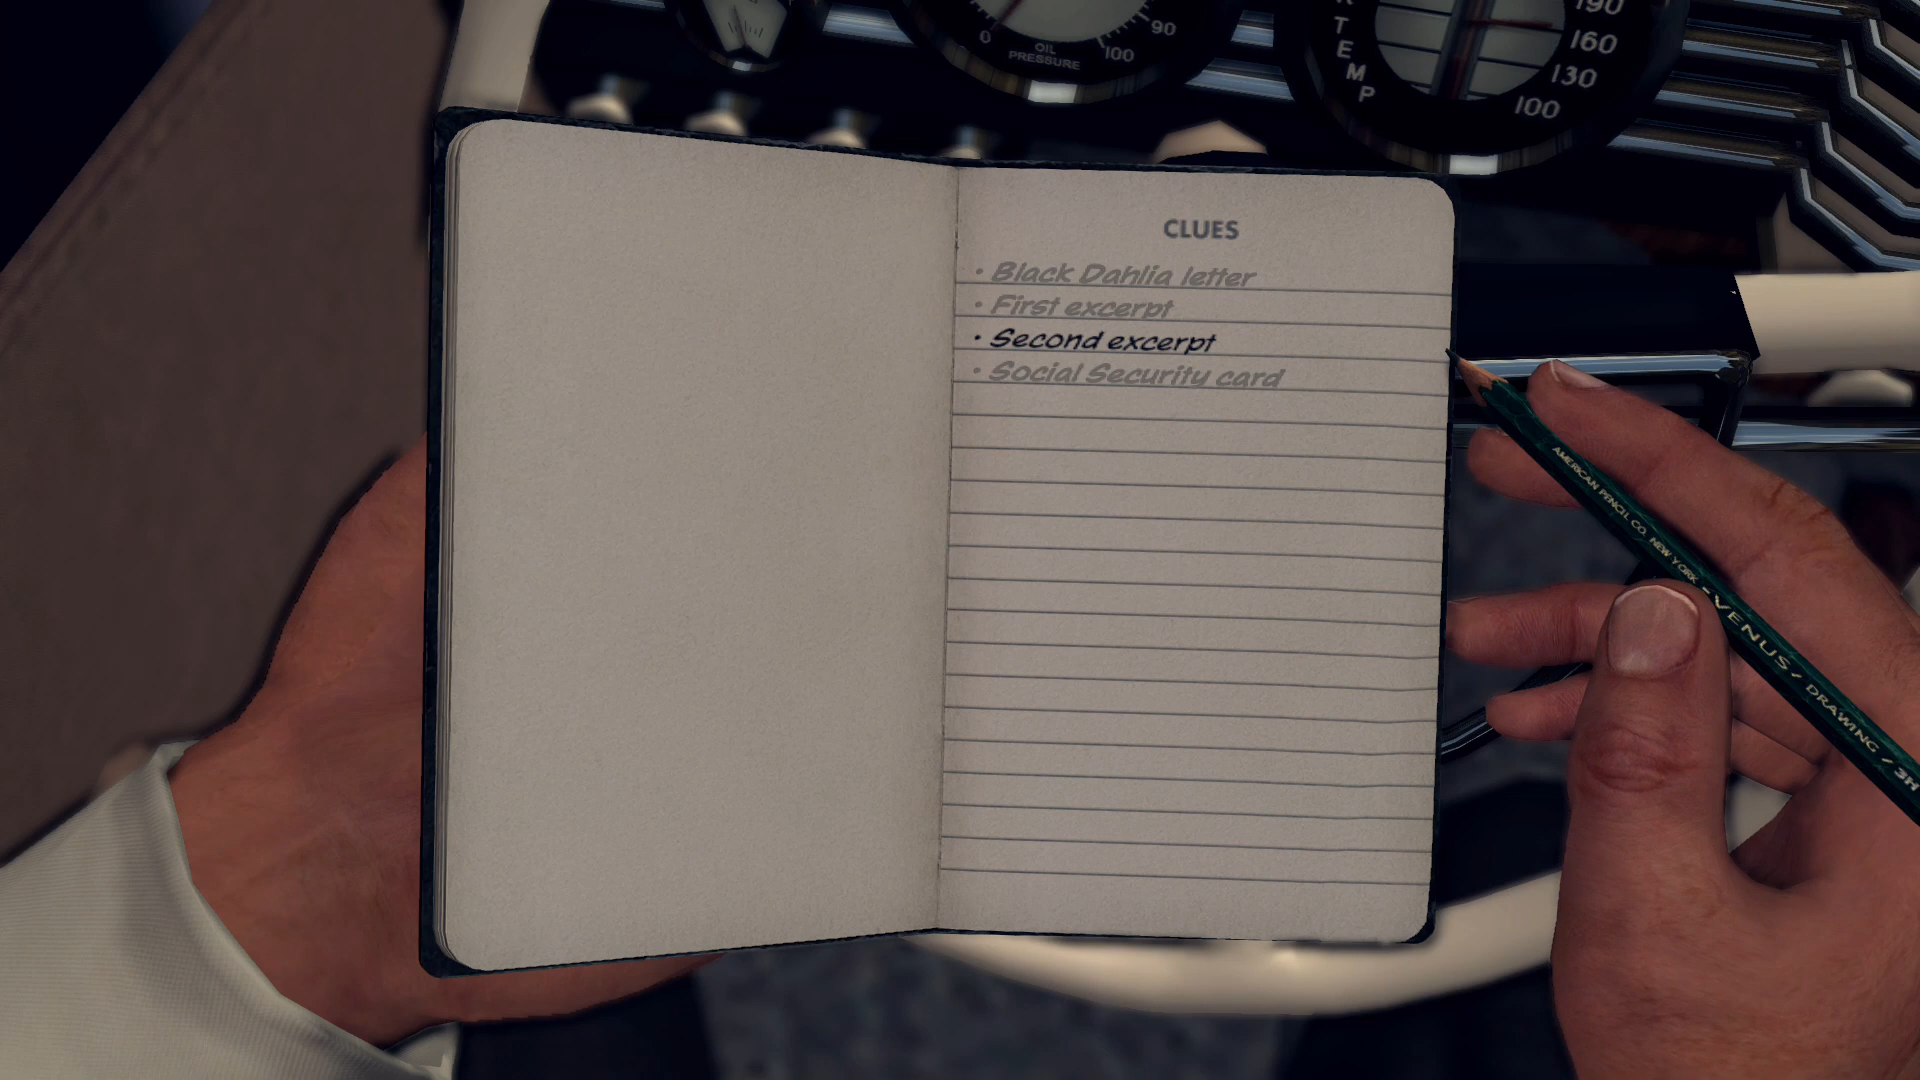 0
OIL
PRESSURE
90
100
TEMP
190
160
130
100
CLUES
• Black Dahlia letter
• First excerpt
• Second excerpt
• Social Security card
AMERICAN PENCIL CO. NEW YORK -VENUS/ DRAWING / 3H